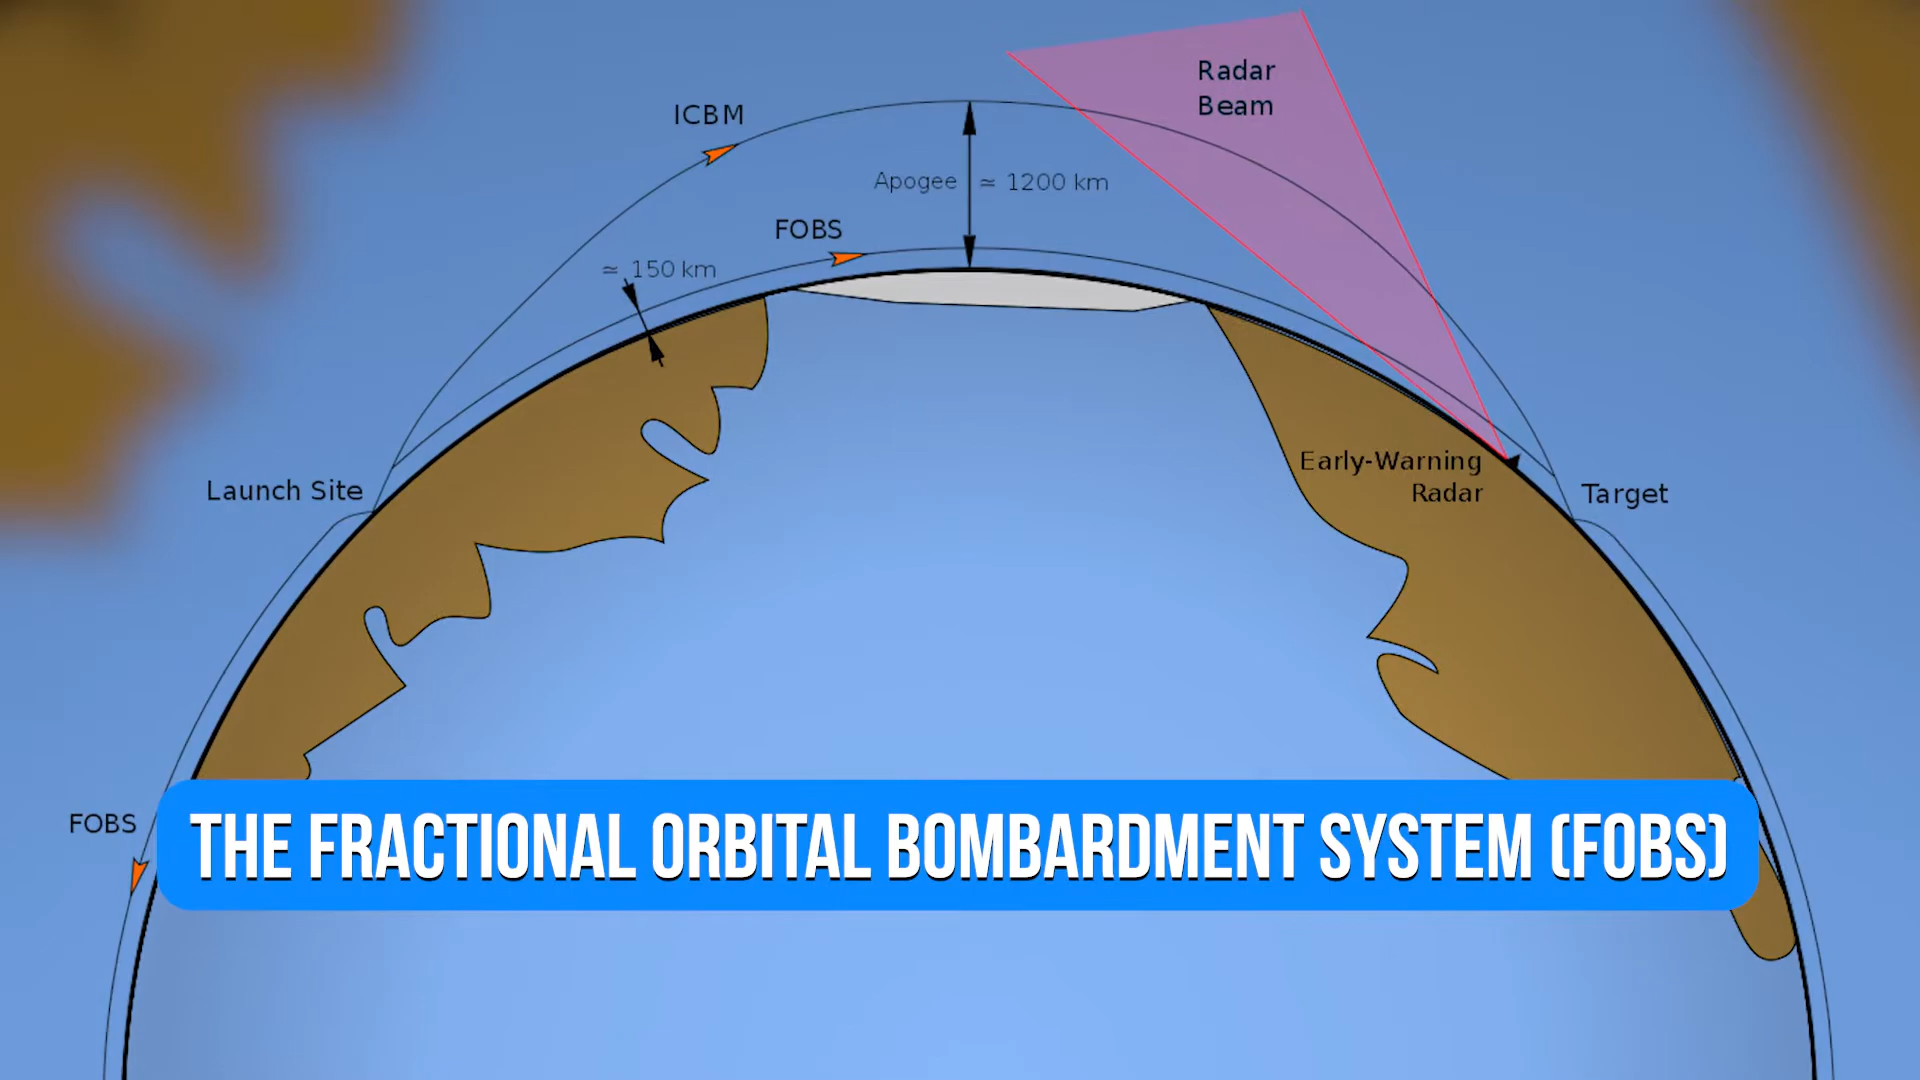 Radar
Beam
ICBM
Apogee ≃ 1200 km
FOBS
≃ 150 km
Early-Warning
Radar
Launch Site
Target
FOBS
THE FRACTIONAL ORBITAL BOMBARDMENT SYSTEM (FOBS)